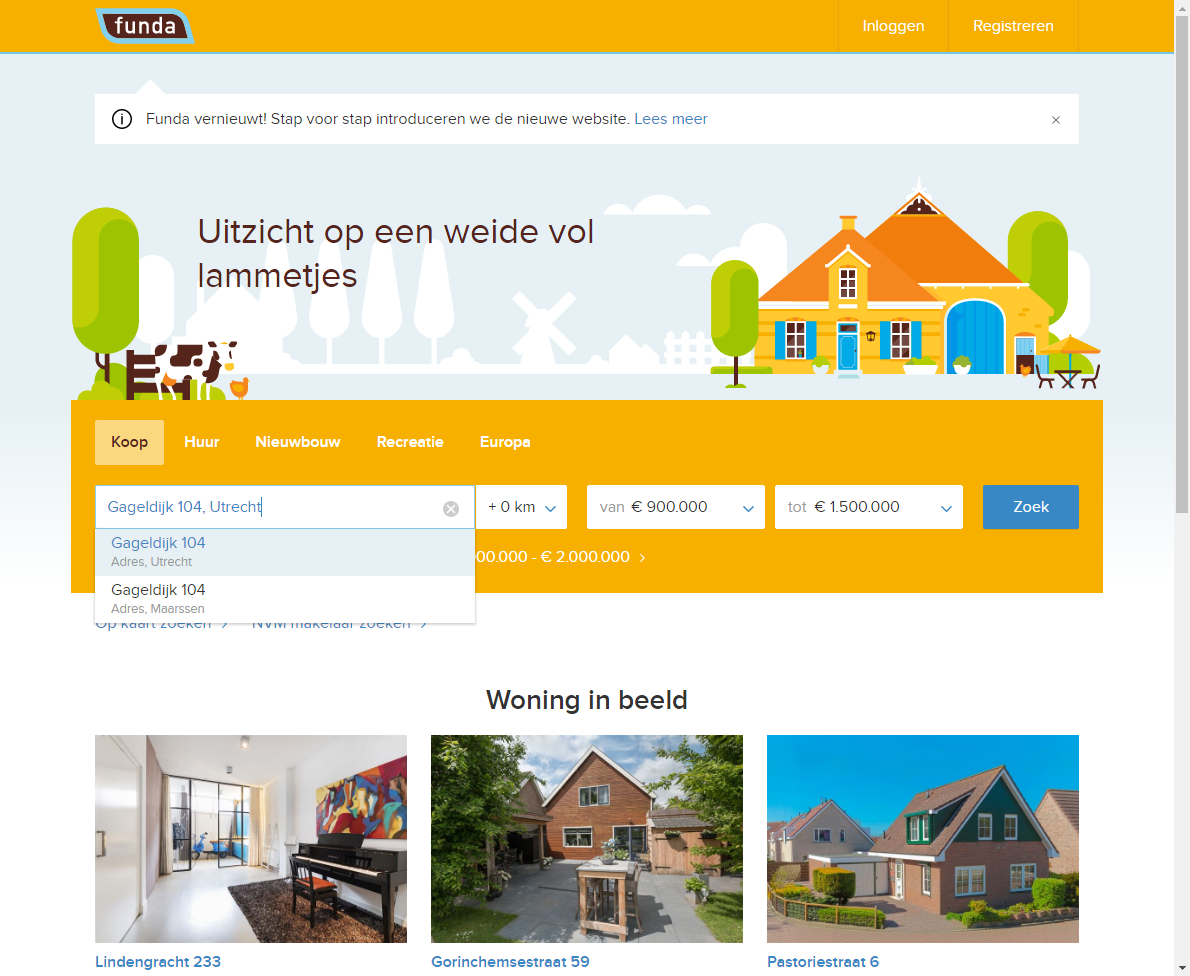 funda
Inloggen
Registreren
Funda vernieuwt! Stap voor stap introduceren we de nieuwe website. Lees meer
Uitzicht op een weide vol
lammetjes
Koop
Huur
Nieuwbouw
Recreatie
Europa
Gageldijk 104, Utrecht
+ 0 km
van € 900.000
tot € 1.500.000
Zoek
Gageldijk 104
Adres, Utrecht
00.000 - € 2.000.000
Gageldijk 104
Adres, Maarssen
Op kaart zoeken
NVM makelaar zoeken
Woning in beeld
Lindengracht 233
Gorinchemsestraat 59
Pastoriestraat 6